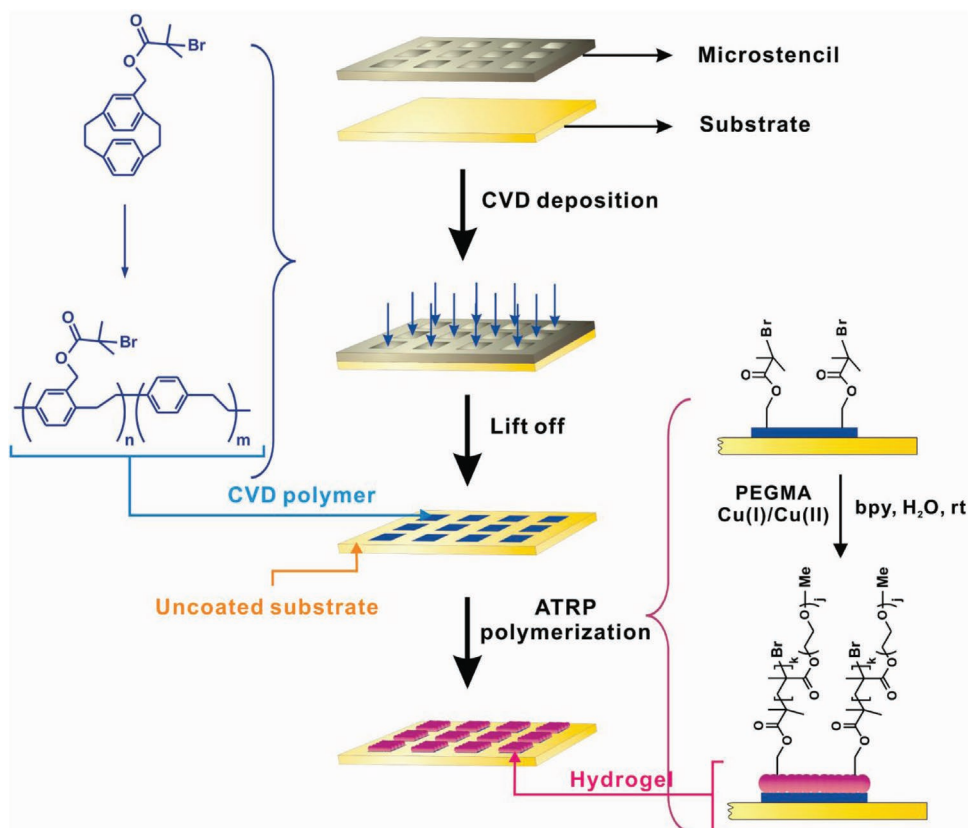 O
Br
O
Microstencil
Substrate
CVD deposition
O
Br
O
n
m
Lift off
CVD polymer
Uncoated substrate
ATRP
polymerization
Hydrogel
Br
Br
O
O
O
O
PEGMA
Cu(I)/Cu(II)
bpy, H₂O, rt
Me
Me
O
j
O
j
Br
k
O
Br
k
O
O
O
O
O
O
O